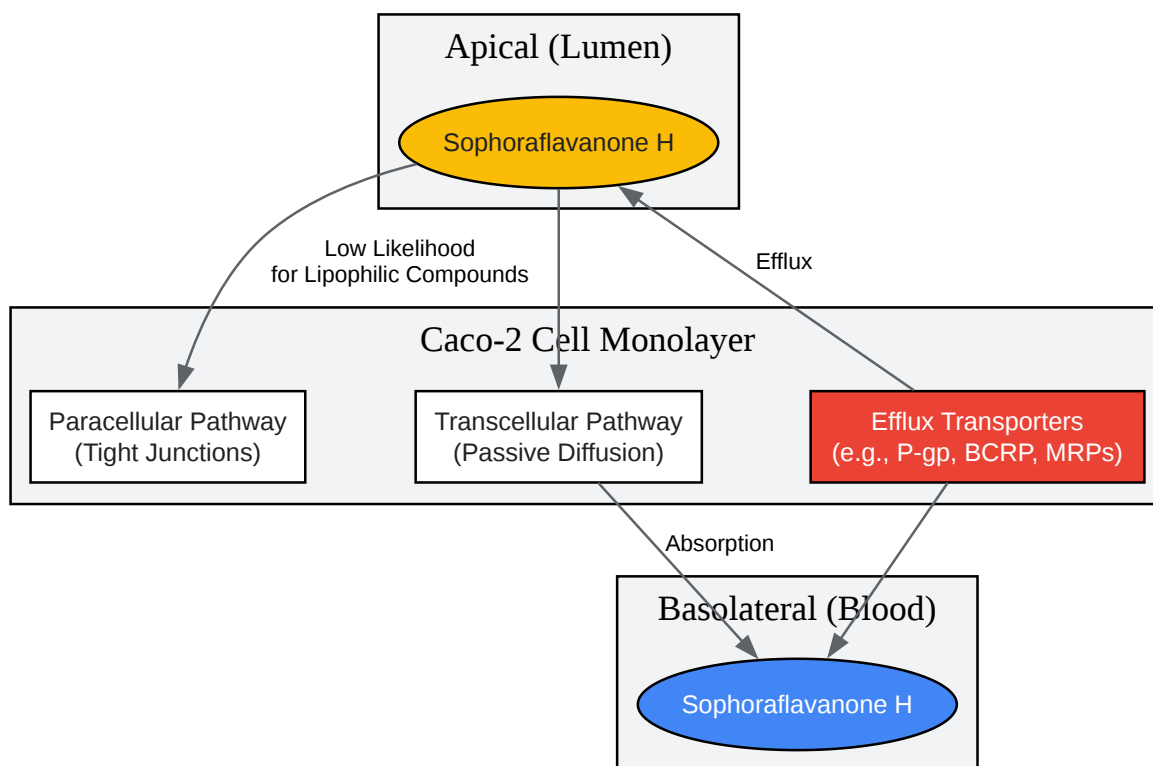 Apical (Lumen)
Sophoraflavanone H
Low Likelihood
for Lipophilic Compounds
Efflux
Caco-2 Cell Monolayer
Paracellular Pathway
(Tight Junctions)
Transcellular Pathway
(Passive Diffusion)
Efflux Transporters
(e.g., P-gp, BCRP, MRPs)
Absorption
Basolateral (Blood)
Sophoraflavanone H